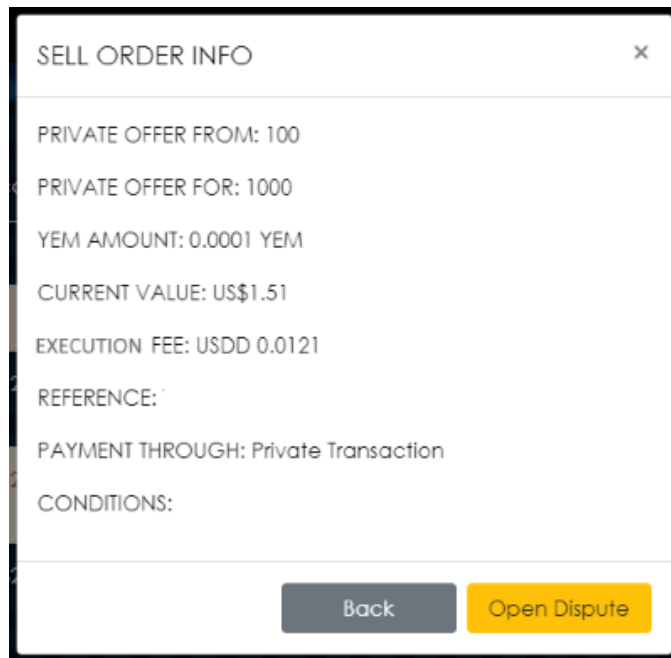 SELL ORDER INFO ×
PRIVATE OFFER FROM: 100
PRIVATE OFFER FOR: 1000
YEM AMOUNT: 0.0001 YEM
CURRENT VALUE: US$1.51
EXECUTION FEE: USDD 0.0121
REFERENCE:
PAYMENT THROUGH: Private Transaction
CONDITIONS:
Back Open Dispute